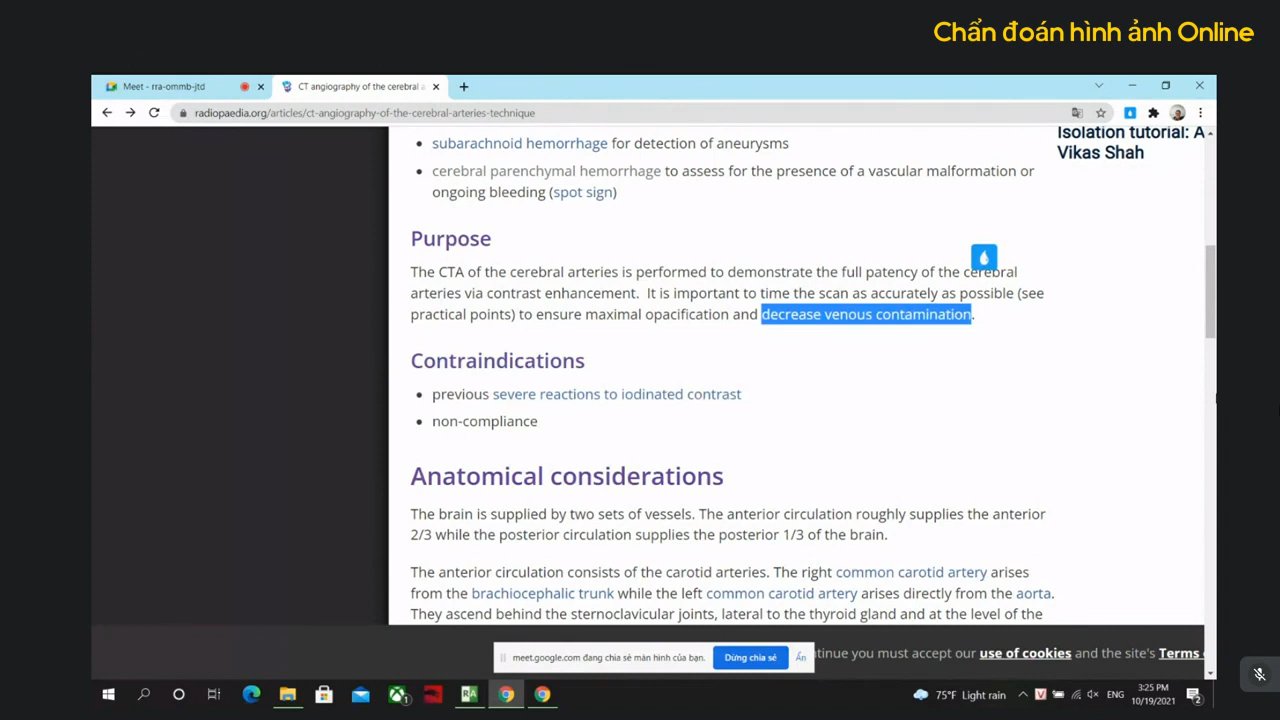 Chẩn đoán hình ảnh Online
Meet - rra-ommb-jtd
CT angiography of the cerebral a
radiopaedia.org/articles/ct-angiography-of-the-cerebral-arteries-technique
Isolation tutorial: A
Vikas Shah
subarachnoid hemorrhage for detection of aneurysms
cerebral parenchymal hemorrhage to assess for the presence of a vascular malformation or
ongoing bleeding (spot sign)
Purpose
The CTA of the cerebral arteries is performed to demonstrate the full patency of the cerebral
arteries via contrast enhancement. It is important to time the scan as accurately as possible (see
practical points) to ensure maximal opacification and decrease venous contamination.
Contraindications
previous severe reactions to iodinated contrast
non-compliance
Anatomical considerations
The brain is supplied by two sets of vessels. The anterior circulation roughly supplies the anterior
2/3 while the posterior circulation supplies the posterior 1/3 of the brain.
The anterior circulation consists of the carotid arteries. The right common carotid artery arises
from the brachiocephalic trunk while the left common carotid artery arises directly from the aorta.
They ascend behind the sternoclavicular joints, lateral to the thyroid gland and at the level of the
meet.google.com đang chia sẻ màn hình của bạn. Dừng chia sẻ Ẩn
ntinue you must accept our use of cookies and the site's Terms
RA
75°F Light rain
V
ENG
3:25 PM
10/19/2021
2